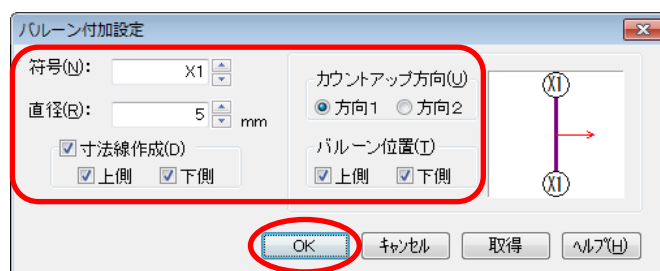 バルーン付加設定
符号(N): X1
直径(R): 5 mm
寸法線作成(D)
上側 下側
カウントアップ方向(U)
方向1 方向2
バルーン位置(T)
上側 下側
X1
X1
OK キャンセル 取得 ヘルプ(H)